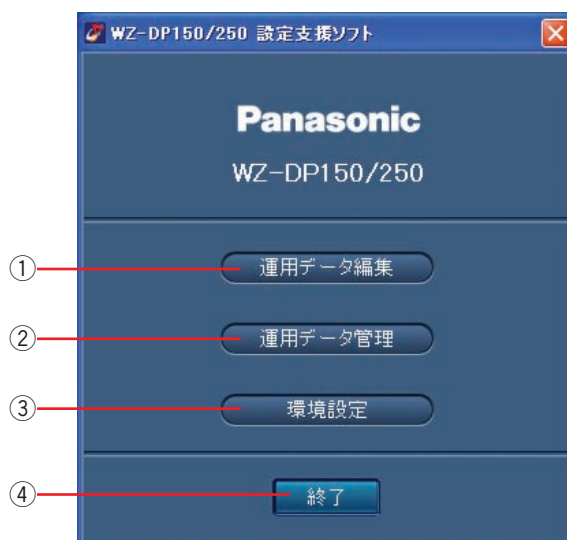 WZ-DP150/250 設定支援ソフト
Panasonic
WZ-DP150/250
① 運用データ編集
② 運用データ管理
③ 環境設定
④ 終了